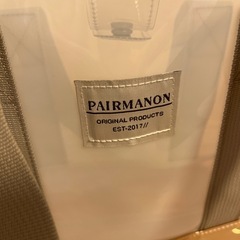 PAIRMANON
ORIGINAL PRODUCTS
EST-2017//